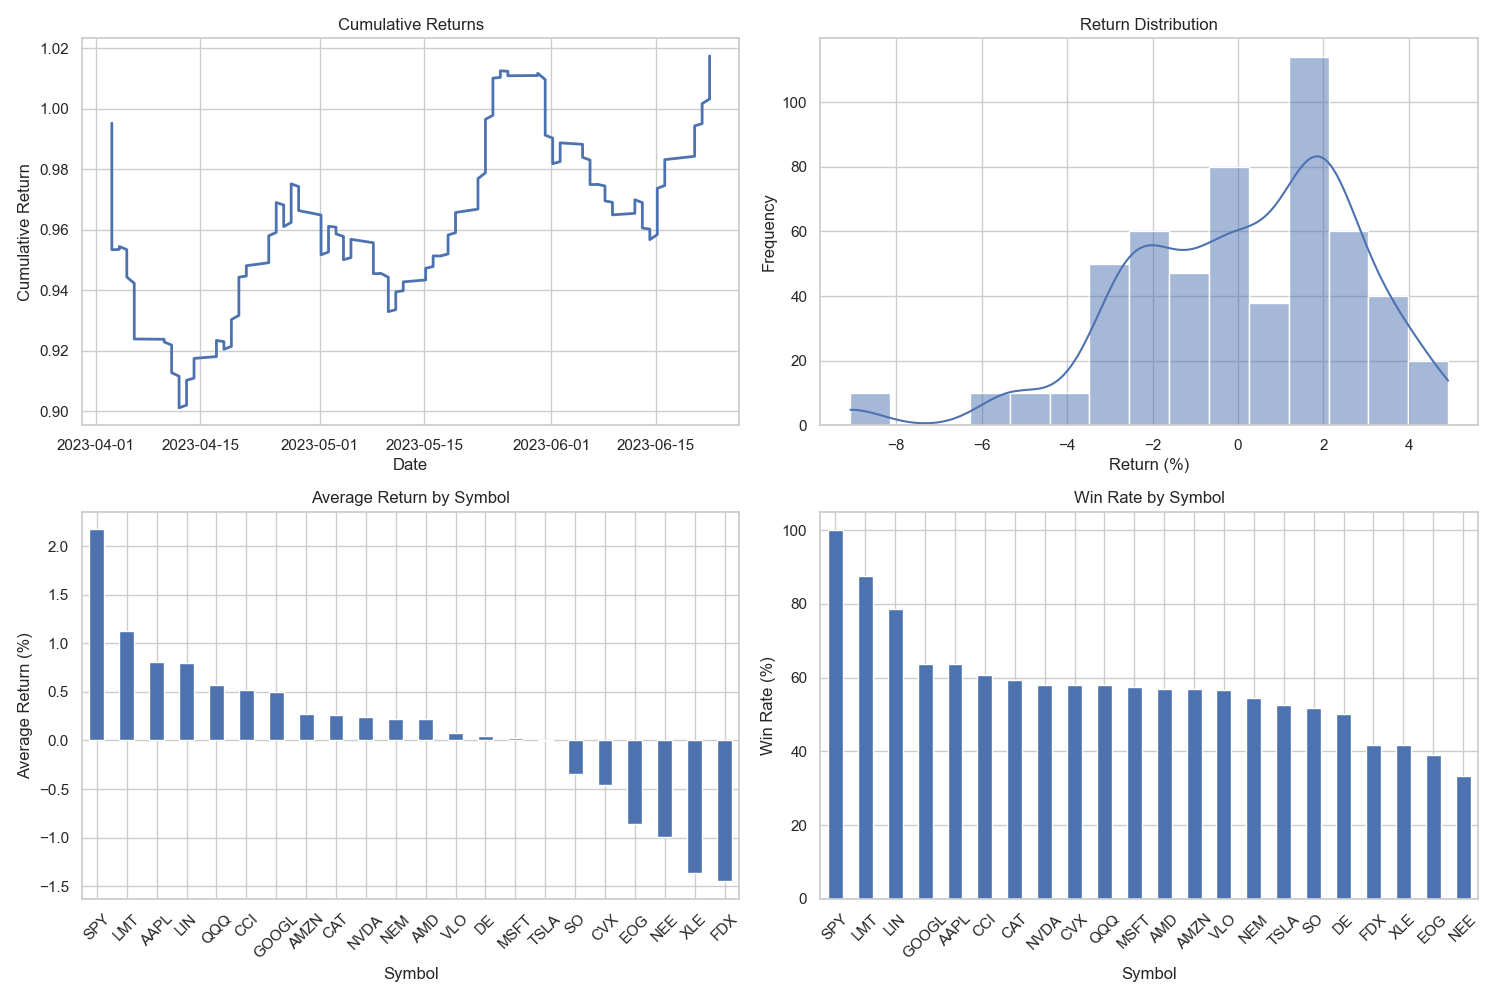 Cumulative Returns
Cumulative Return
1.02
1.00
0.98
0.96
0.94
0.92
0.90
2023-04-01 2023-04-15 2023-05-01 2023-05-15 2023-06-01 2023-06-15
Date
Return Distribution
Frequency
100
80
60
40
20
0
−8 −6 −4 −2 0 2 4
Return (%)
Average Return by Symbol
Average Return (%)
2.0
1.5
1.0
0.5
0.0
−0.5
−1.0
−1.5
SPY LMT AAPL LIN QQQ CCI GOOGL AMZN CAT NVDA NEM AMD VLO DE MSFT TSLA SO CVX EOG NEE XLE FDX
Symbol
Win Rate by Symbol
Win Rate (%)
100
80
60
40
20
0
SPY LMT LIN GOOGL AAPL CCI CAT NVDA CVX QQQ MSFT AMD AMZN VLO NEM TSLA SO DE FDX XLE EOG NEE
Symbol